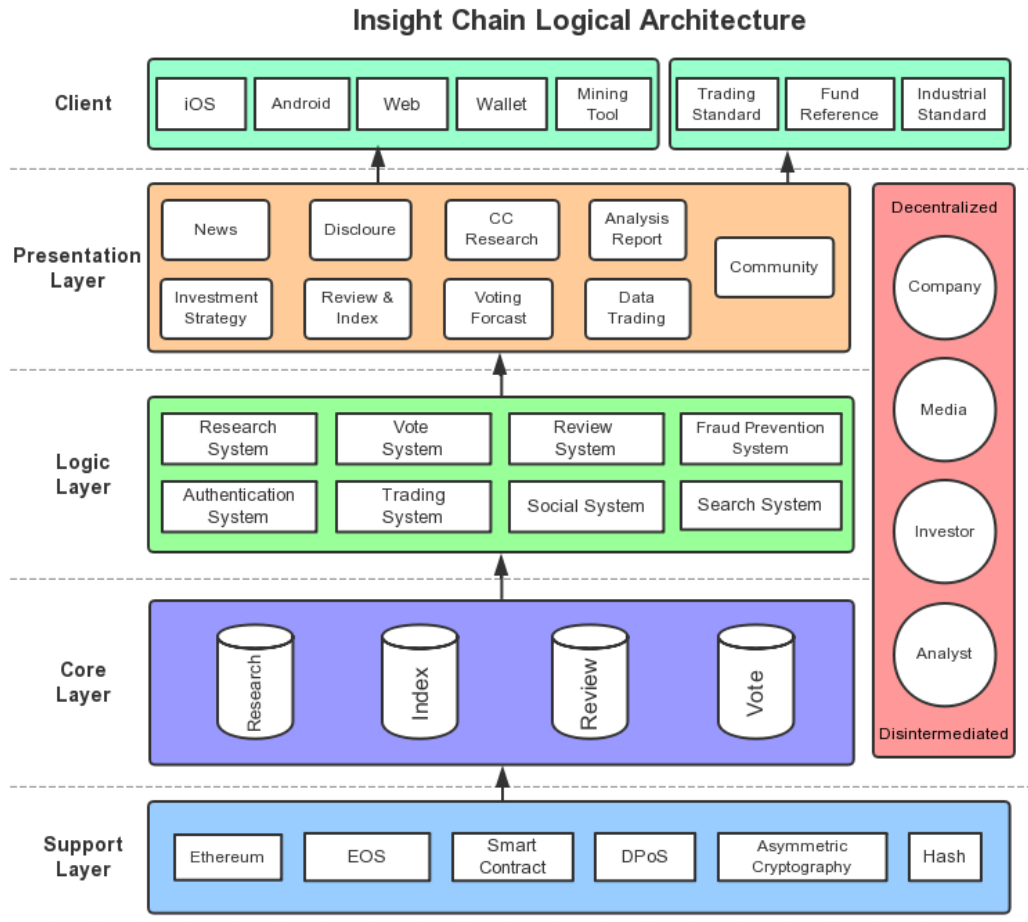 Insight Chain Logical Architecture
Client
iOS
Android
Web
Wallet
Mining
Tool
Trading
Standard
Fund
Reference
Industrial
Standard
Presentation
Layer
News
Discloure
CC
Research
Analysis
Report
Community
Investment
Strategy
Review &
Index
Voting
Forcast
Data
Trading
Decentralized
Company
Media
Investor
Analyst
Disintermediated
Logic
Layer
Research
System
Vote
System
Review
System
Fraud Prevention
System
Authentication
System
Trading
System
Social System
Search System
Core
Layer
Research
Index
Review
Vote
Support
Layer
Ethereum
EOS
Smart
Contract
DPoS
Asymmetric
Cryptography
Hash